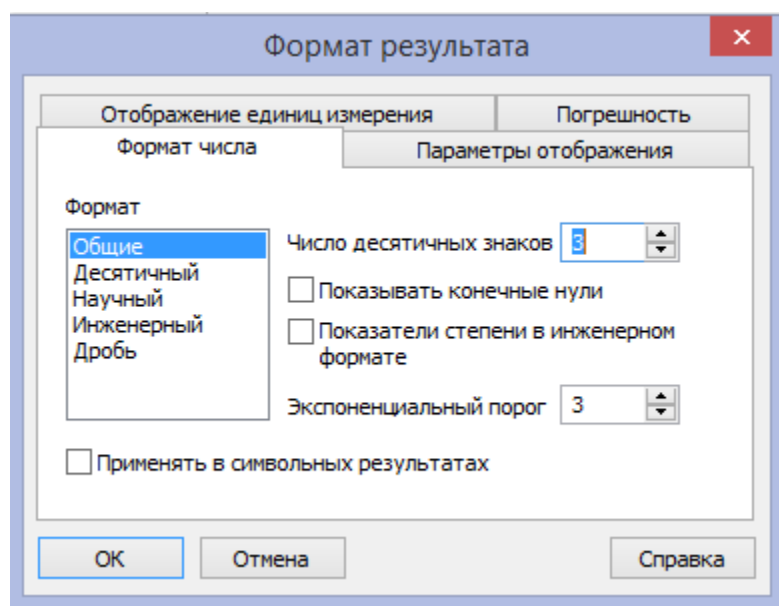 Формат результата
Отображение единиц измерения
Погрешность
Формат числа
Параметры отображения
Формат
Общие
Десятичный
Научный
Инженерный
Дробь
Число десятичных знаков 3
Показывать конечные нули
Показатели степени в инженерном
формате
Экспоненциальный порог 3
Применять в символьных результатах
OK
Отмена
Справка